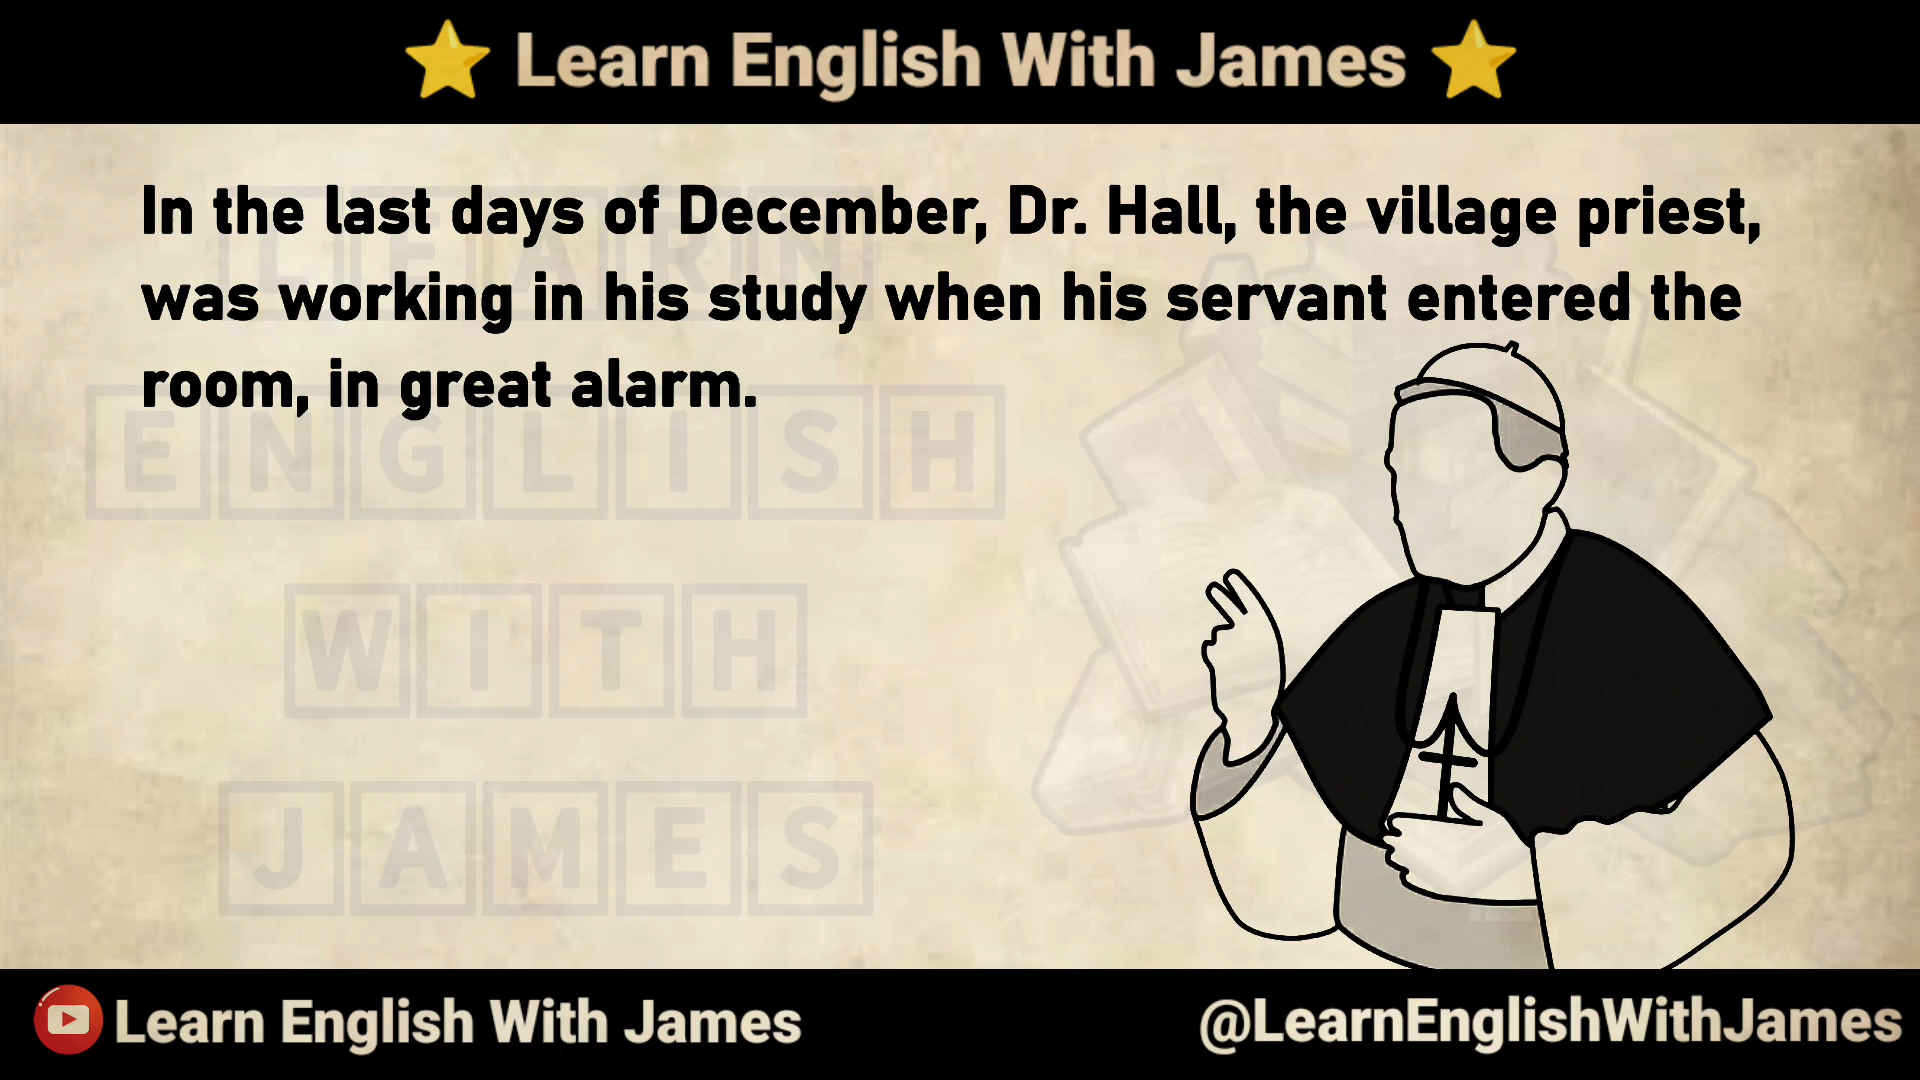 Learn English With James
In the last days of December, Dr. Hall, the village priest,
was working in his study when his servant entered the
room, in great alarm.
LEARN
ENGLISH
WITH
JAMES
Learn English With James
@LearnEnglishWithJames